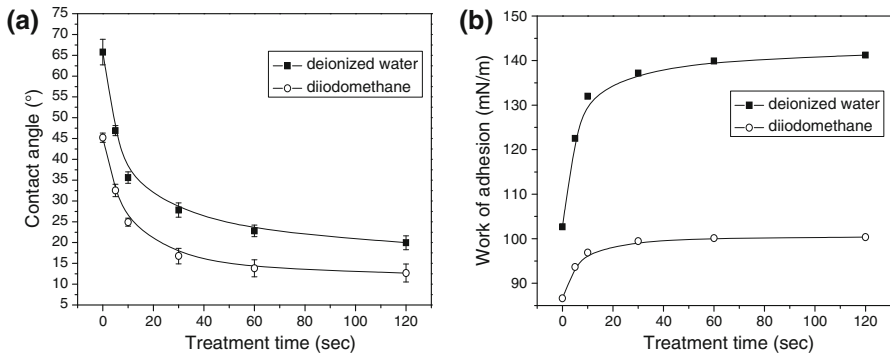 (a)
70
65
60
55
50
45
40
35
30
25
20
15
10
5
Contact angle (°)
deionized water
diiodomethane
0 20 40 60 80 100 120
Treatment time (sec)
(b)
150
140
130
120
110
100
90
Work of adhesion (mN/m)
deionized water
diiodomethane
0 20 40 60 80 100 120
Treatment time (sec)